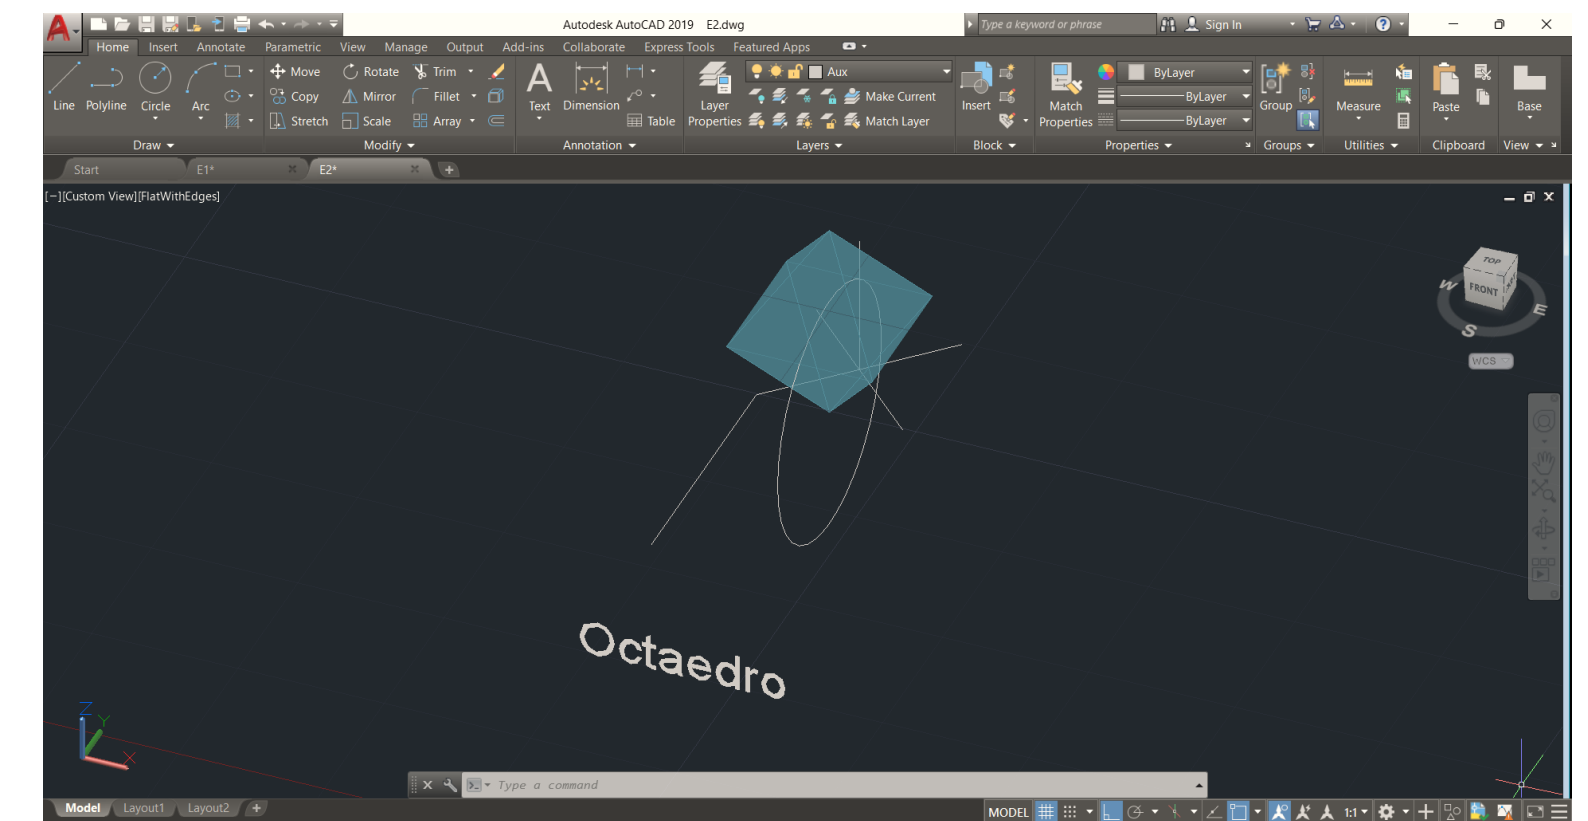 Autodesk AutoCAD 2019 E2.dwg
Type a keyword or phrase
Sign In
Home Insert Annotate Parametric View Manage Output Add-ins Collaborate Express Tools Featured Apps
Move Rotate Trim Aux ByLayer
Line Polyline Circle Arc Copy Mirror Fillet Text Dimension Layer Properties Make Current Insert Match Properties ByLayer Group Measure Paste Base
Stretch Scale Array Table Match Layer ByLayer
Draw Modify Annotation Layers Block Properties Groups Utilities Clipboard View
Start E1* E2*
[−][Custom View][FlatWithEdges]
TOP
W FRONT
E
S
WCS
Octaedro
Z
Y
X
Type a command
Model Layout1 Layout2
MODEL 1:1